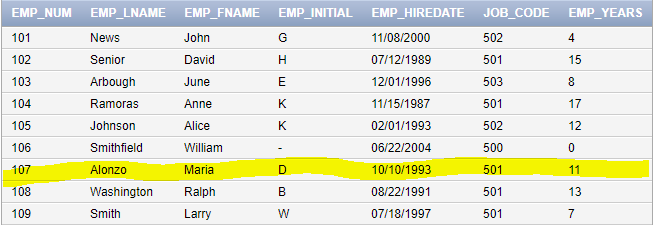 EMP_NUM EMP_LNAME EMP_FNAME EMP_INITIAL EMP_HIREDATE JOB_CODE EMP_YEARS
101 News John G 11/08/2000 502 4
102 Senior David H 07/12/1989 501 15
103 Arbough June E 12/01/1996 503 8
104 Ramoras Anne K 11/15/1987 501 17
105 Johnson Alice K 02/01/1993 502 12
106 Smithfield William - 06/22/2004 500 0
107 Alonzo Maria D 10/10/1993 501 11
108 Washington Ralph B 08/22/1991 501 13
109 Smith Larry W 07/18/1997 501 7